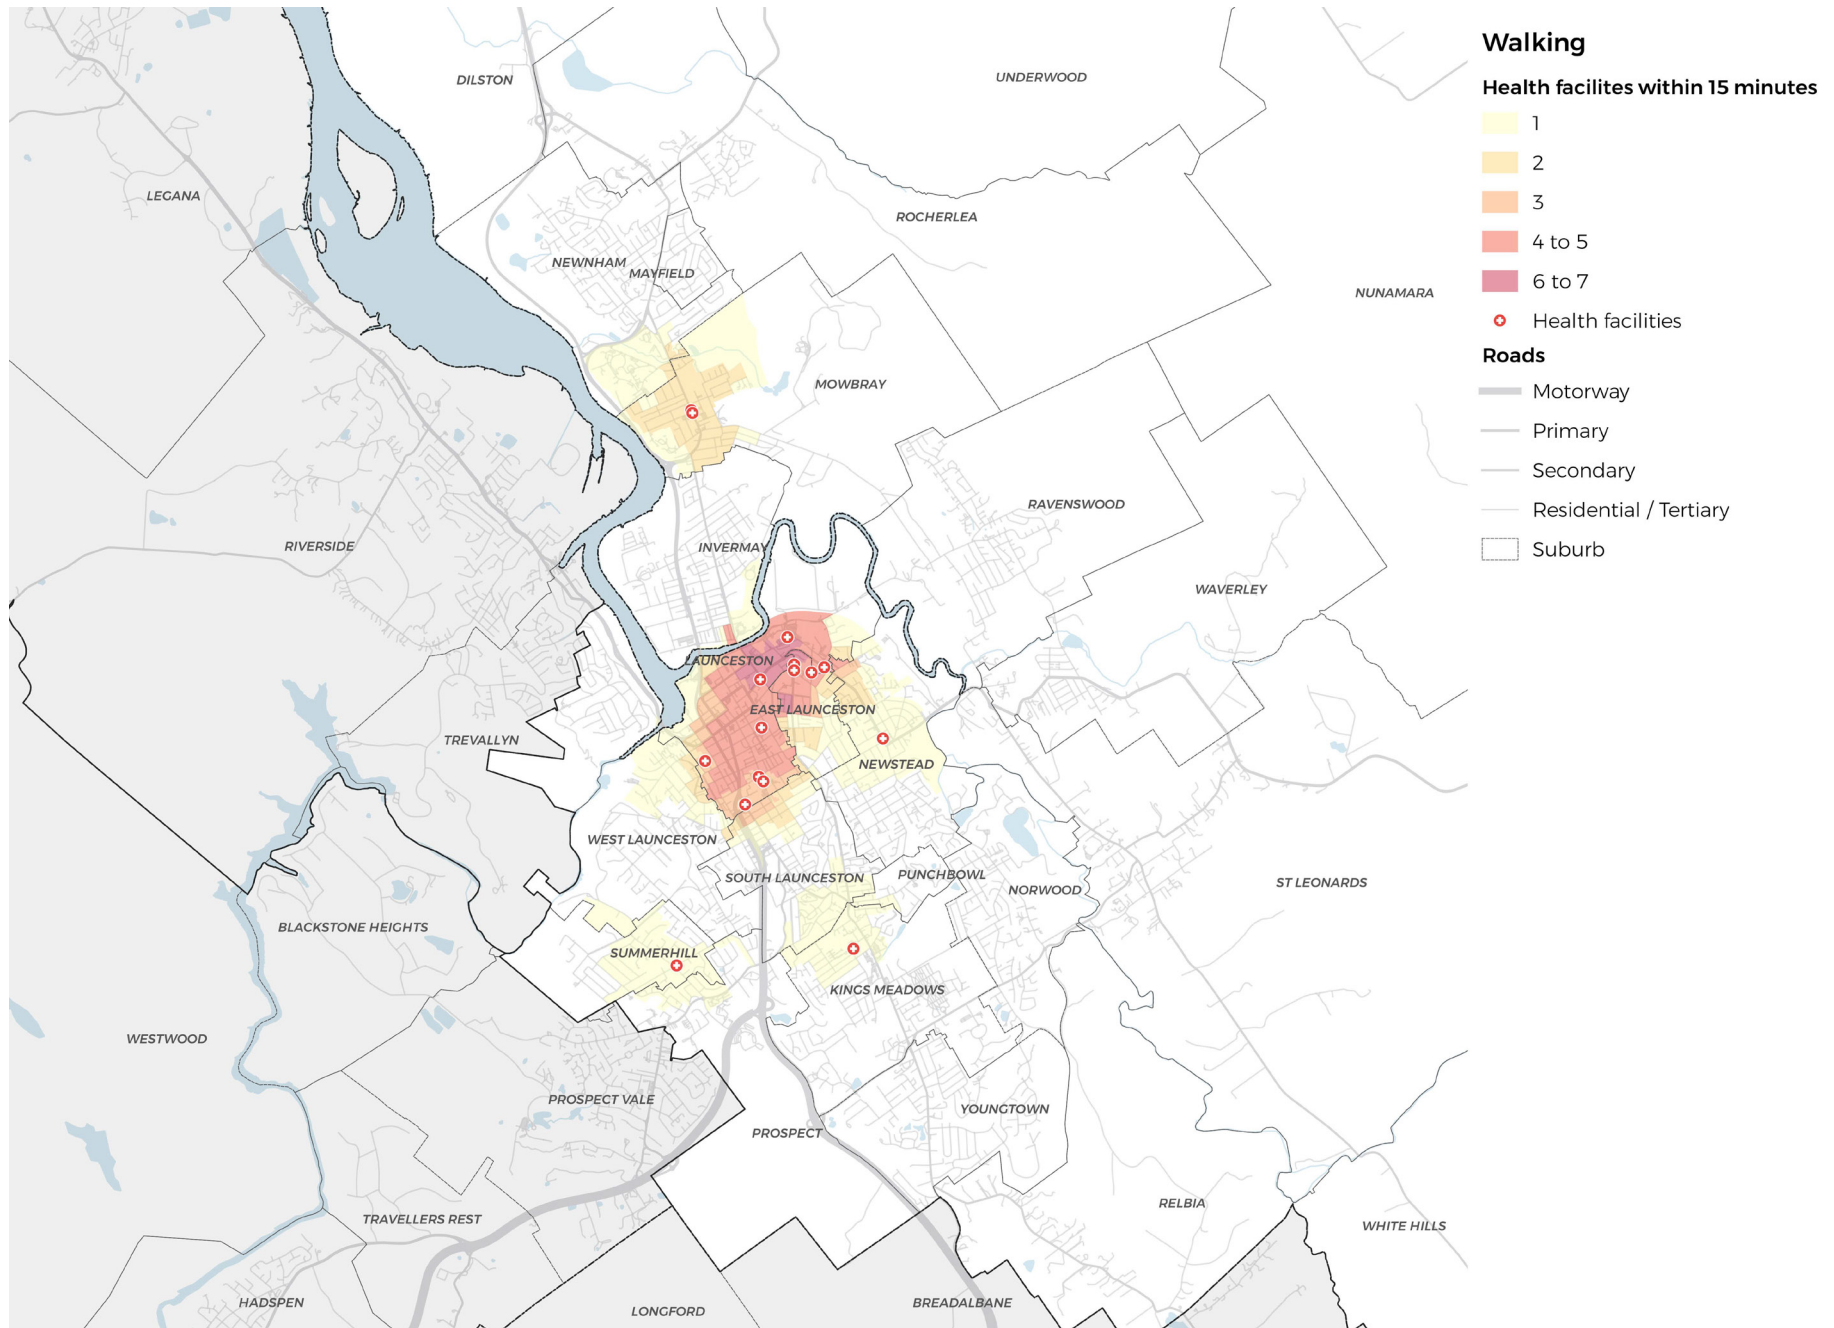 Walking
Health facilites within 15 minutes
1
2
3
4 to 5
6 to 7
Health facilities
Roads
Motorway
Primary
Secondary
Residential / Tertiary
Suburb
DILSTON
UNDERWOOD
LEGANA
ROCHERLEA
NEWNHAM
MAYFIELD
NUNAMARA
MOWBRAY
RAVENSWOOD
RIVERSIDE
INVERMAY
WAVERLEY
LAUNCESTON
EAST LAUNCESTON
TREVALLYN
NEWSTEAD
WEST LAUNCESTON
SOUTH LAUNCESTON
PUNCHBOWL
NORWOOD
ST LEONARDS
BLACKSTONE HEIGHTS
SUMMERHILL
KINGS MEADOWS
WESTWOOD
PROSPECT VALE
YOUNGTOWN
PROSPECT
RELBIA
TRAVELLERS REST
WHITE HILLS
HADSPEN
LONGFORD
BREADALBANE